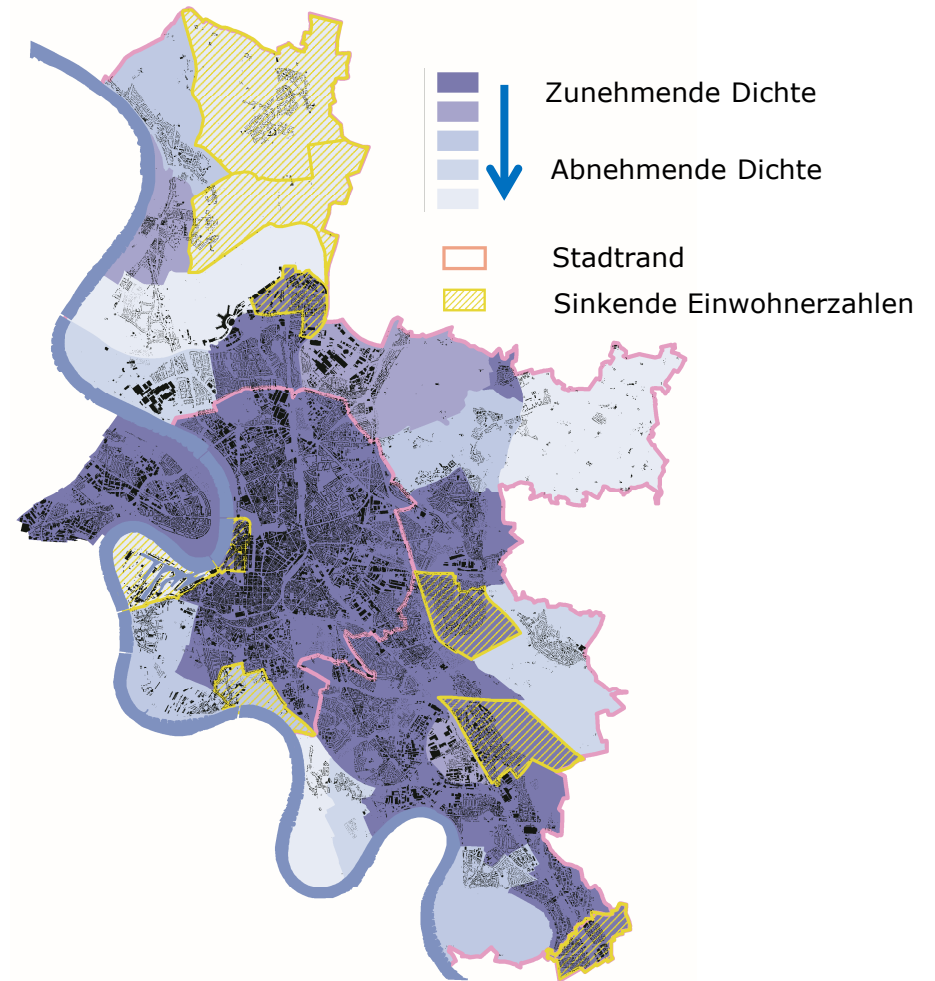 Zunehmende Dichte
Abnehmende Dichte
Stadtrand
Sinkende Einwohnerzahlen